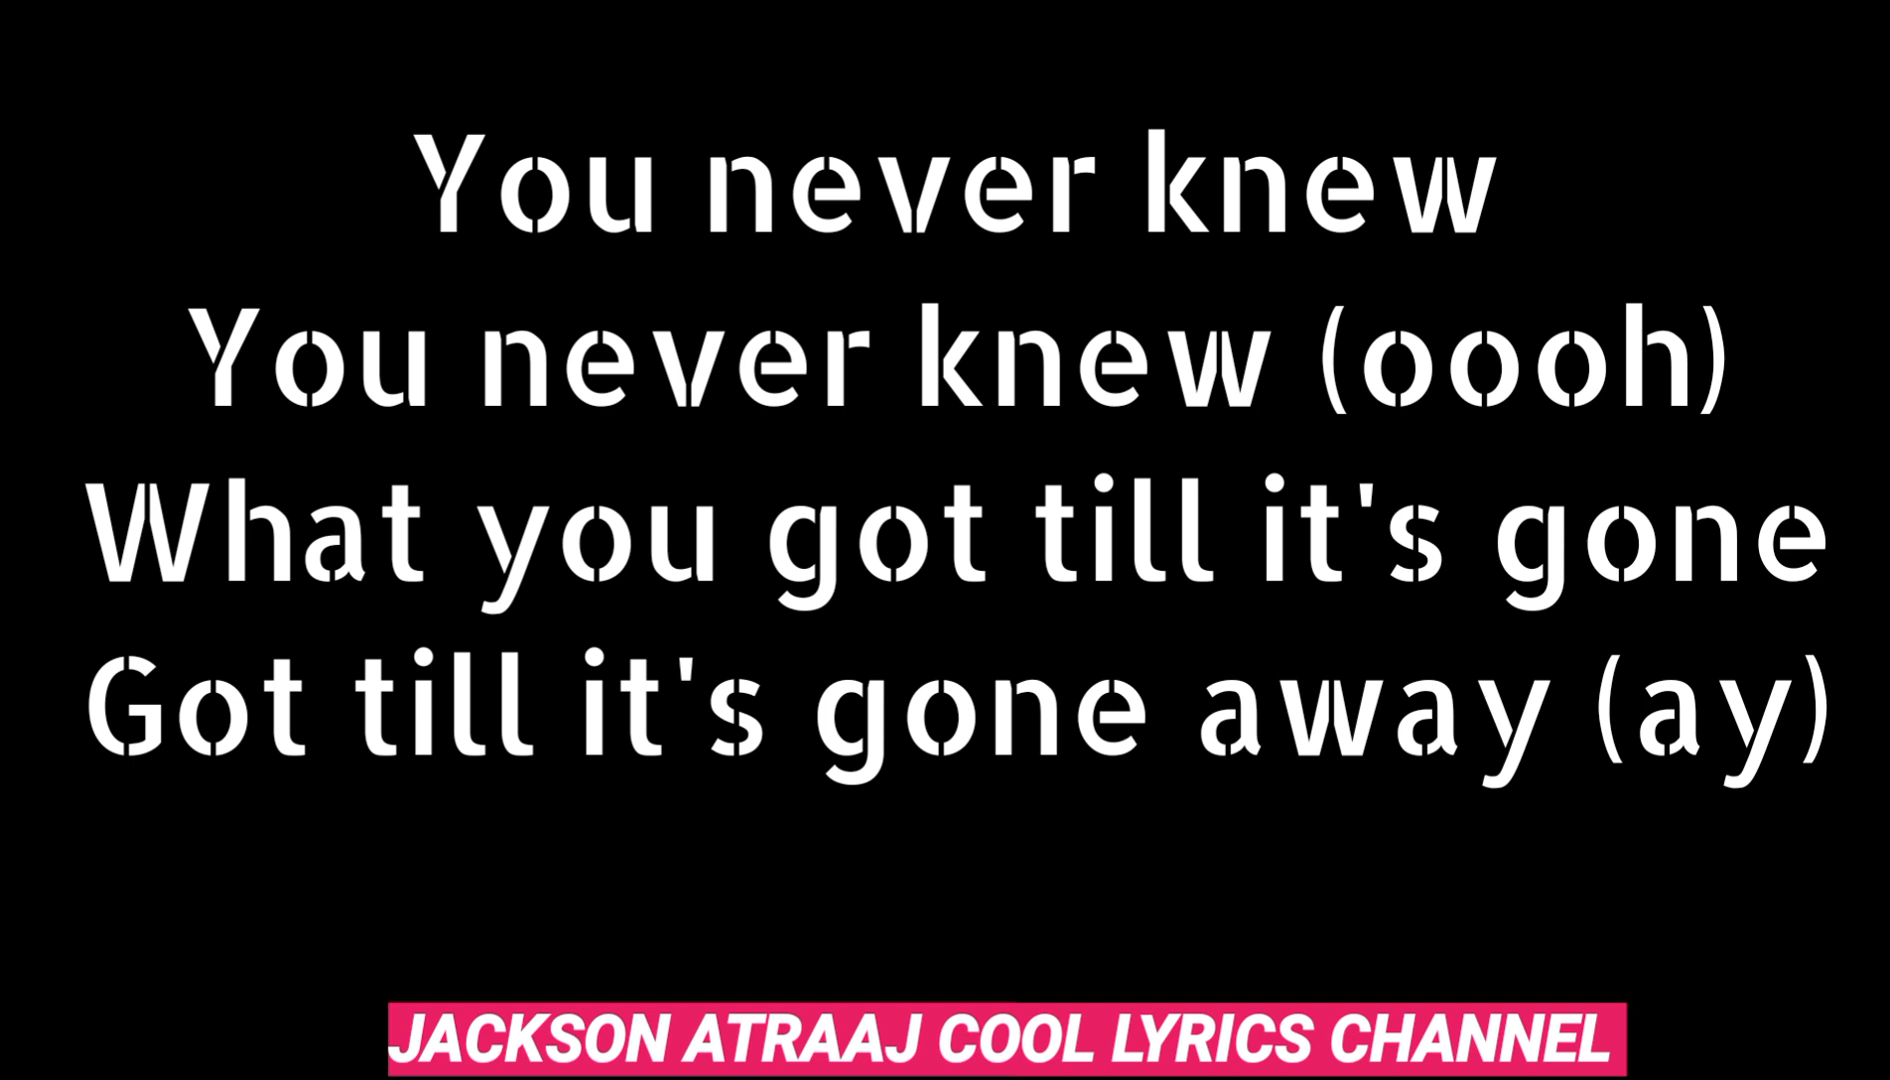 You never knew
You never knew (oooh)
What you got till it's gone
Got till it's gone away (ay)
JACKSON ATRAAJ COOL LYRICS CHANNEL